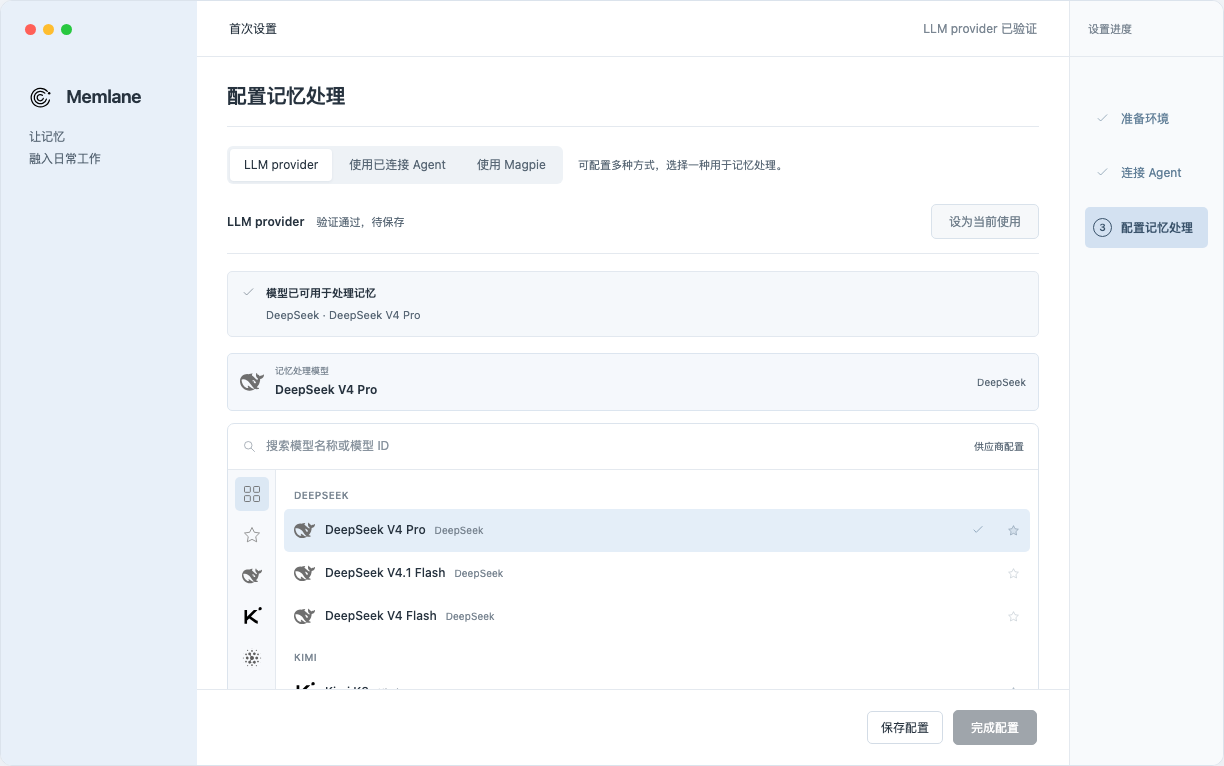 首次设置
LLM provider 已验证
设置进度
Memlane
让记忆
融入日常工作
配置记忆处理
LLM provider
使用已连接 Agent
使用 Magpie
可配置多种方式，选择一种用于记忆处理。
LLM provider
验证通过，待保存
设为当前使用
模型已可用于处理记忆
DeepSeek · DeepSeek V4 Pro
记忆处理模型
DeepSeek V4 Pro
DeepSeek
搜索模型名称或模型 ID
供应商配置
DEEPSEEK
DeepSeek V4 Pro DeepSeek
DeepSeek V4.1 Flash DeepSeek
DeepSeek V4 Flash DeepSeek
KIMI
保存配置
完成配置
准备环境
连接 Agent
3 配置记忆处理